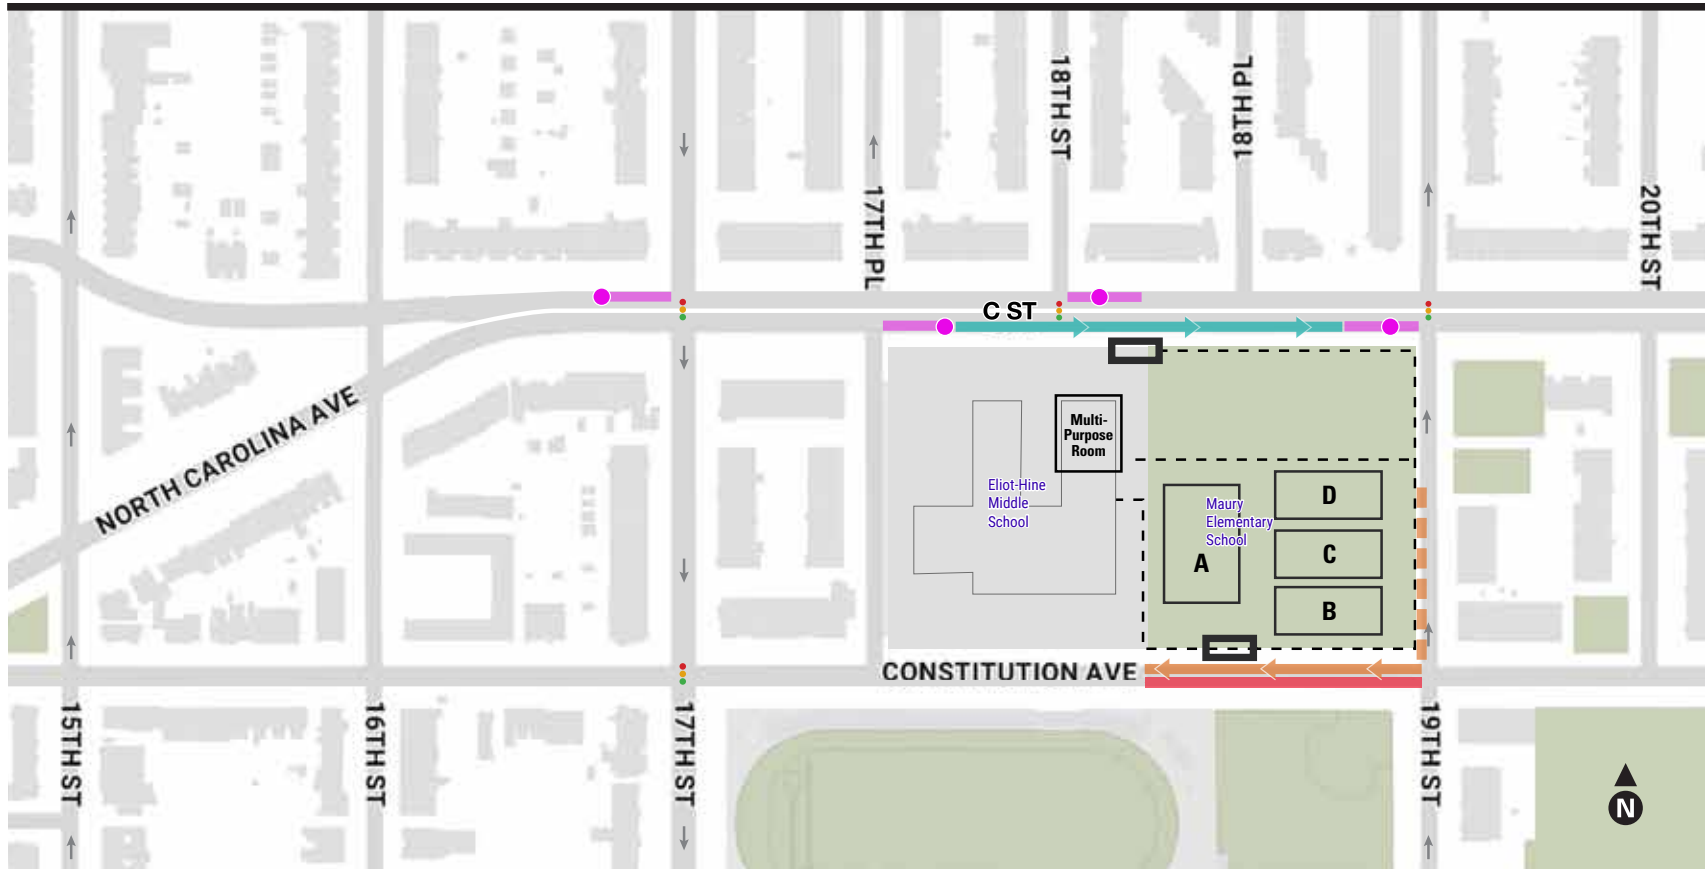 18TH ST
18TH PL
17TH PL
20TH ST
C ST
NORTH CAROLINA AVE
Multi-
Purpose
Room
Eliot-Hine
Middle
School
Maury
Elementary
School
A
D
C
B
CONSTITUTION AVE
15TH ST
16TH ST
17TH ST
19TH ST
N